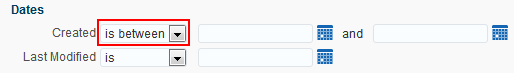 Dates
Created is between and
Last Modified is